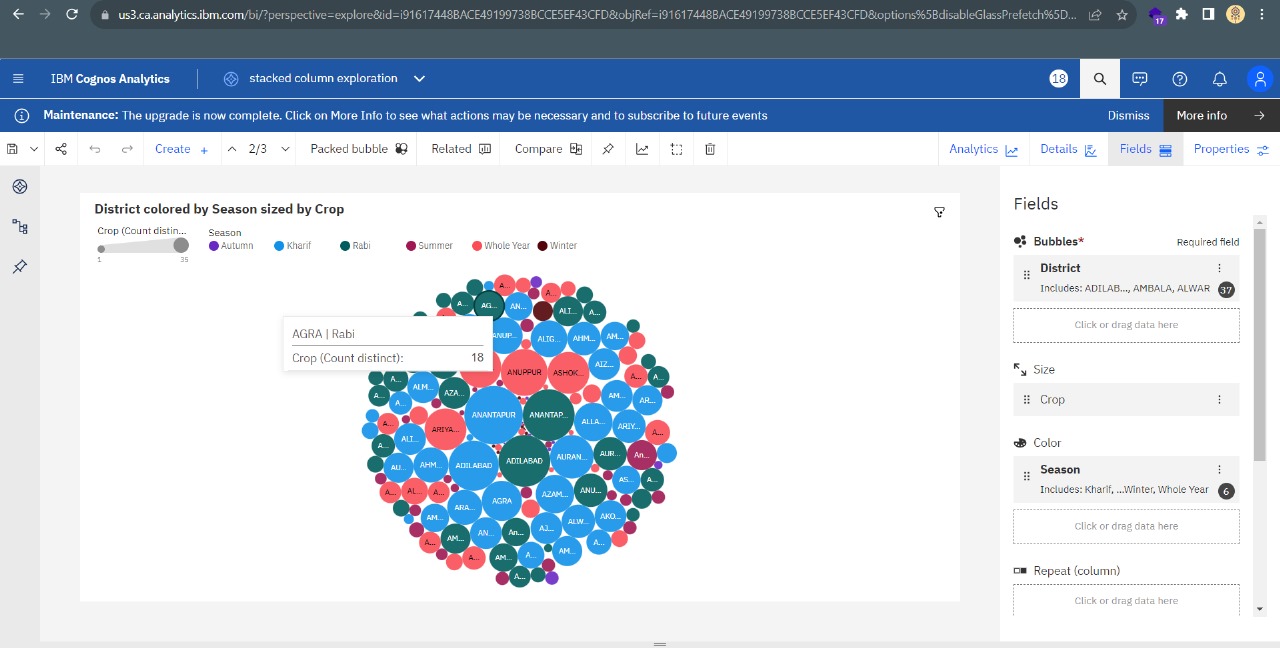 us3.ca.analytics.ibm.com/bi/?perspective=explore&id=i91617448BACE49199738BCCE5EF43CFD&objRef=i91617448BACE49199738BCCE5EF43CFD&options%5BdisableGlassPrefetch%5D...
17
IBM Cognos Analytics
stacked column exploration
18
Maintenance: The upgrade is now complete. Click on More Info to see what actions may be necessary and to subscribe to future events
Dismiss
More info
Create +
2/3
Packed bubble
Related
Compare
Analytics
Details
Fields
Properties
District colored by Season sized by Crop
Crop (Count distin...
1
35
Season
Autumn
Kharif
Rabi
Summer
Whole Year
Winter
A...
A...
A...
AG...
AN...
ALI...
A...
AGRA | Rabi
Crop (Count distinct):
18
ANUP...
ALIG...
AHM...
AM...
ANUPPUR
ASHOK...
AIZ...
A...
A...
A...
ALM...
AZA...
AM...
AR...
A...
A...
ANANTAPUR
ANANTAP...
ALLA...
ARIY...
A...
A...
ARIYA...
ALI...
A...
AU...
AHM...
ADILABAD
ADILABAD
AURAN...
AUR...
An...
AS...
A...
A...
AL...
A...
AGRA
AZAM...
ANU...
ARA...
AM...
AN...
An...
AJ...
ALW...
AKO...
A...
AM...
A...
A...
AM...
A...
AM...
A...
Fields
Bubbles*
Required field
District
Includes: ADILAB..., AMBALA, ALWAR
37
Click or drag data here
Size
Crop
Color
Season
Includes: Kharif, ...Winter, Whole Year
6
Click or drag data here
Repeat (column)
Click or drag data here